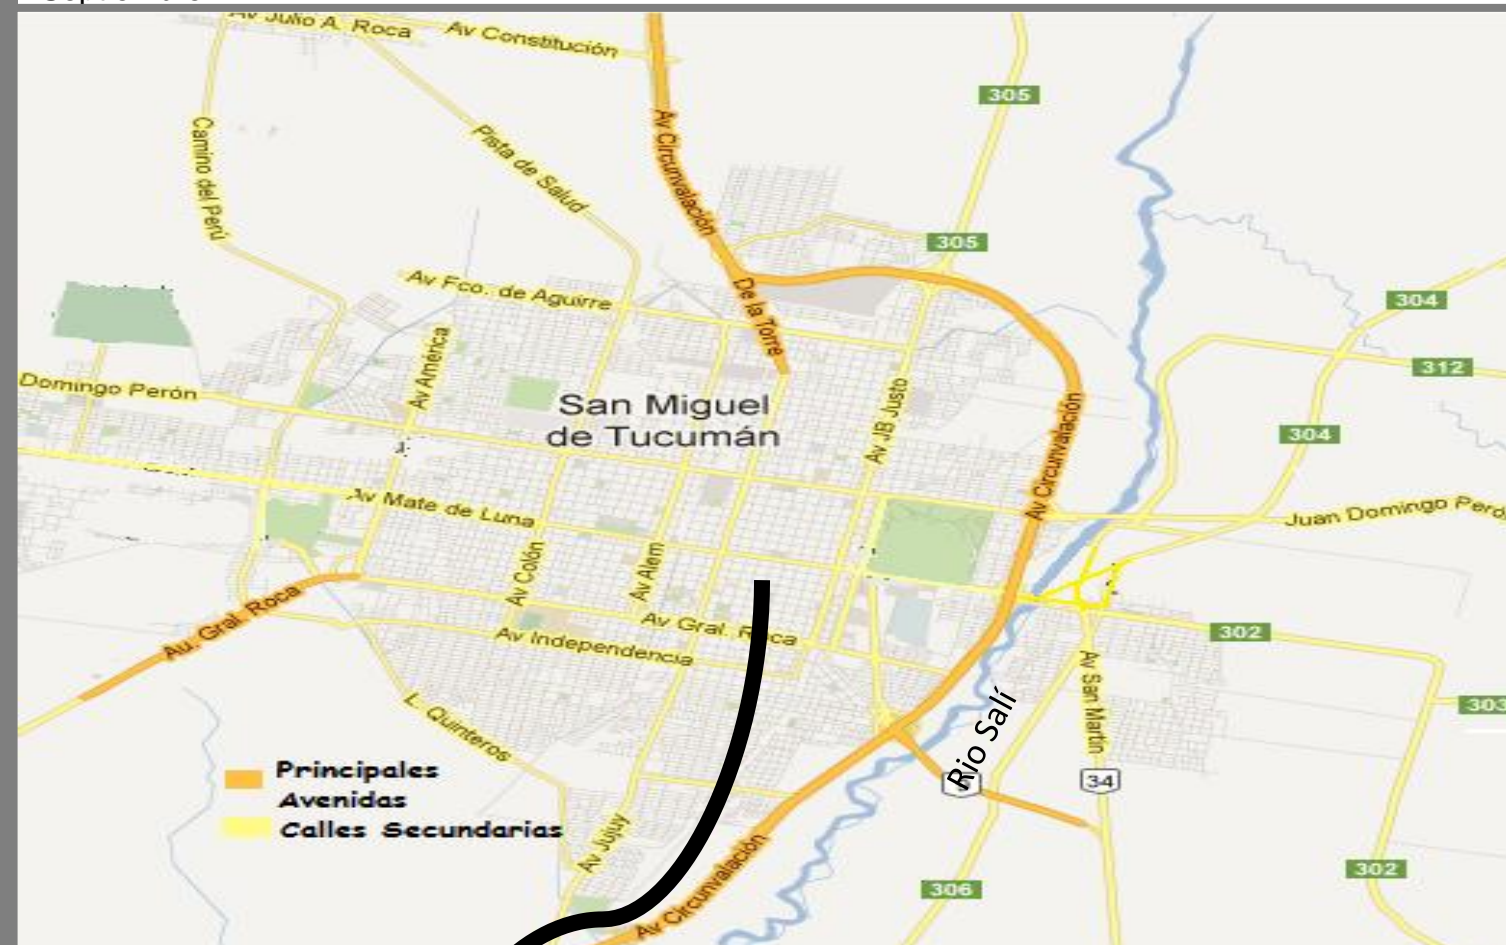 Av Julio A. Roca
Av Constitución
305
Av Circunvalación
Camino del Perú
Pista de Salud
305
Av Fco. de Aguirre
De la Torre
304
Av América
312
Domingo Perón
San Miguel
de Tucumán
Av JB Justo
Av Circunvalación
304
Av Mate de Luna
Juan Domingo Peró
Av Colón
Av Alem
Au. Gral. Roca
Av Gral. Roca
Av Independencia
302
Av San Martín
L. Quinteros
Rio Salí
303
Principales
Avenidas
Calles Secundarias
34
Av Jujuy
Av Circunvalación
306
302